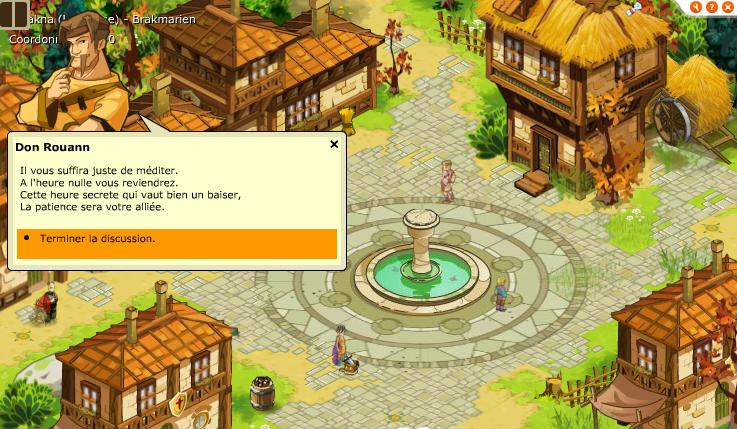 - Brakmarien
Don Rouann
Il vous suffira juste de méditer.
A l'heure nulle vous reviendrez.
Cette heure secrete qui vaut bien un baiser,
La patience sera votre alliée.
Terminer la discussion.